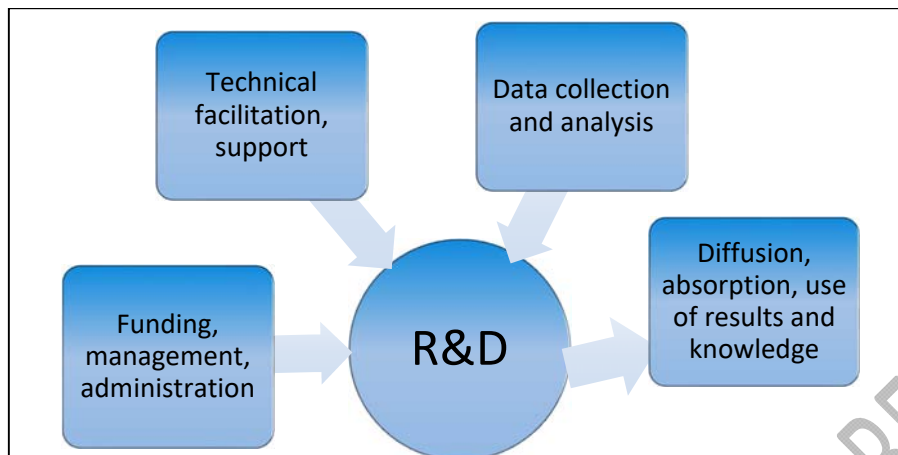 Technical
facilitation,
support
Data collection
and analysis
Funding,
management,
administration
R&D
Diffusion,
absorption, use
of results and
knowledge